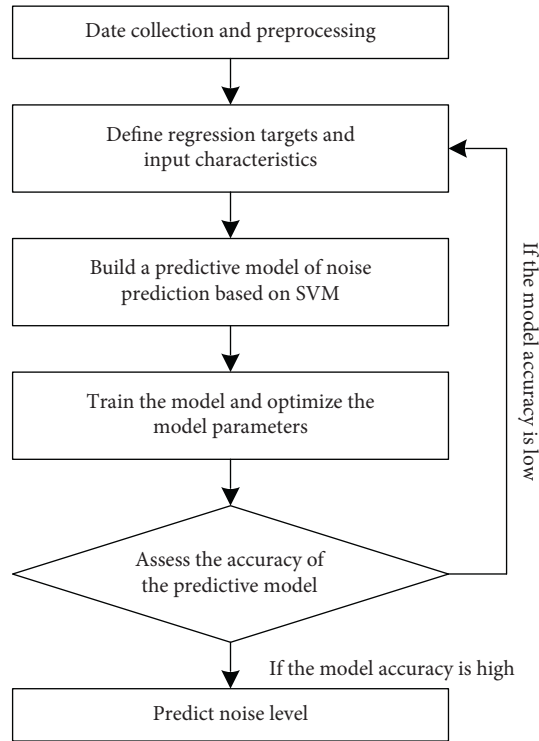 Date collection and preprocessing
Define regression targets and
input characteristics
Build a predictive model of noise
prediction based on SVM
Train the model and optimize the
model parameters
Assess the accuracy of
the predictive model
If the model accuracy is low
If the model accuracy is high
Predict noise level